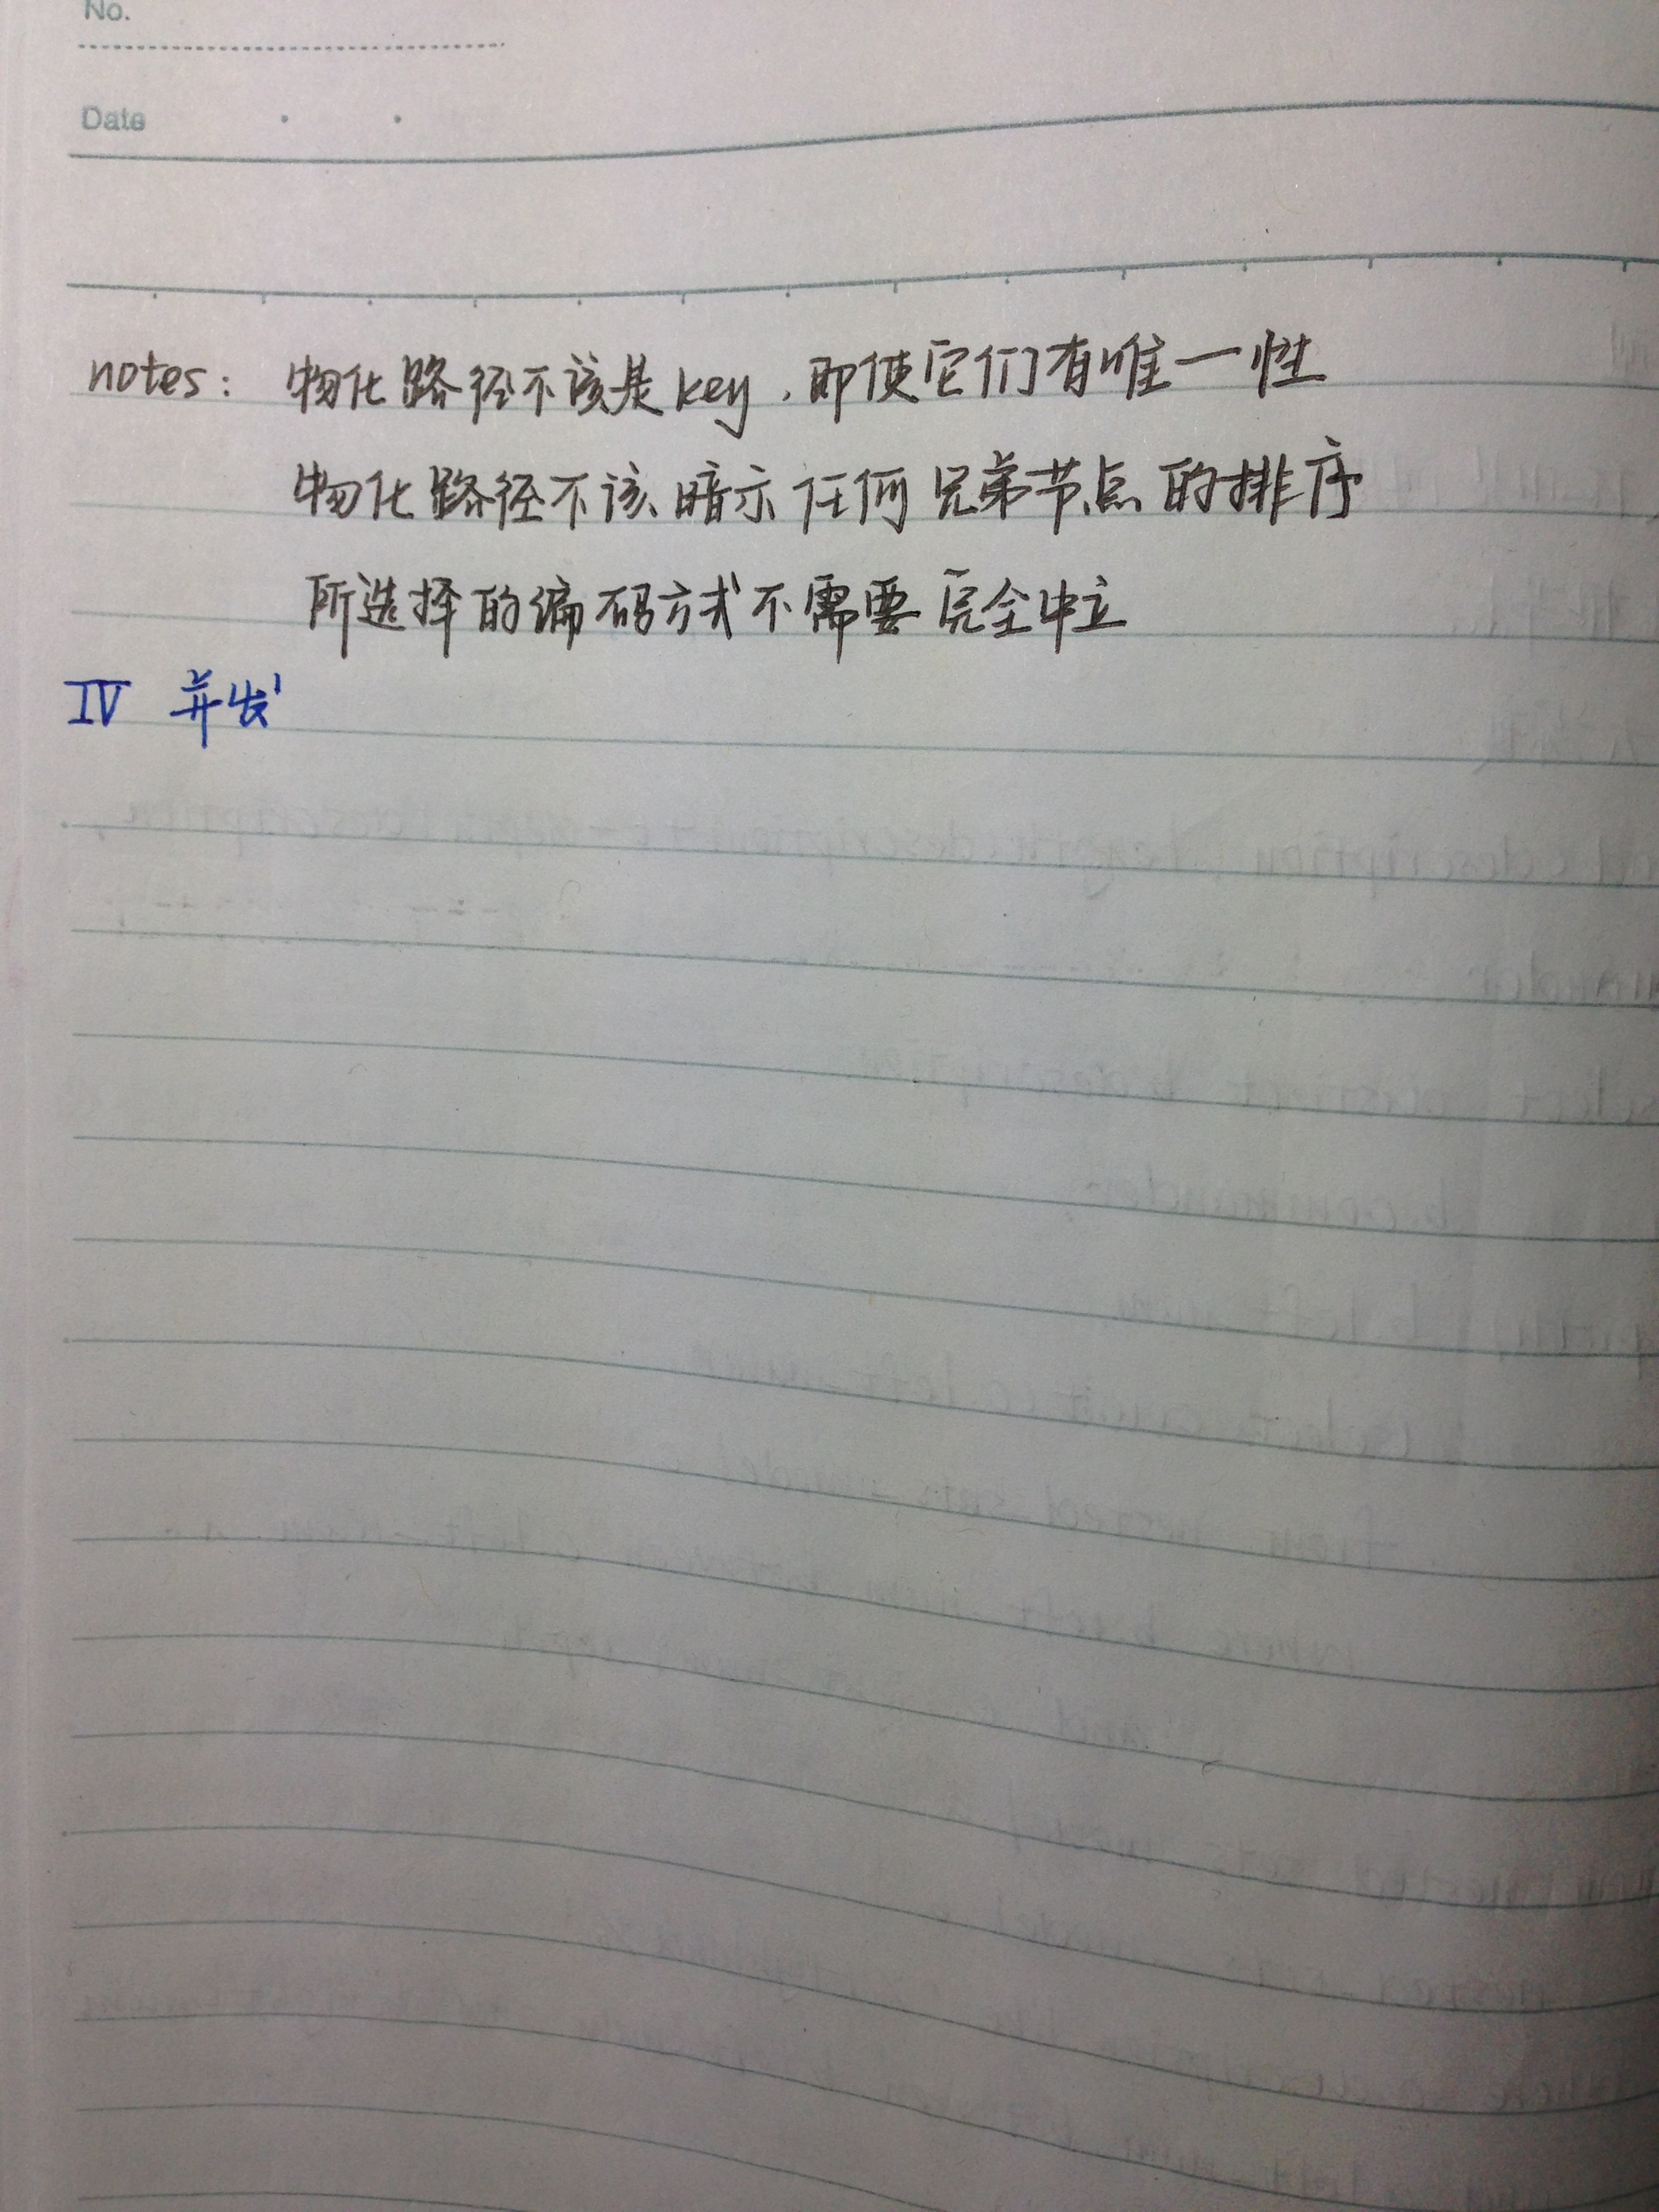 No.
Date
notes: 物化路径不该是key,即使它们有唯一性
物化路径不该暗示任何兄弟节点的排序
所选择的编码方式不需要完全中立
IV 并发